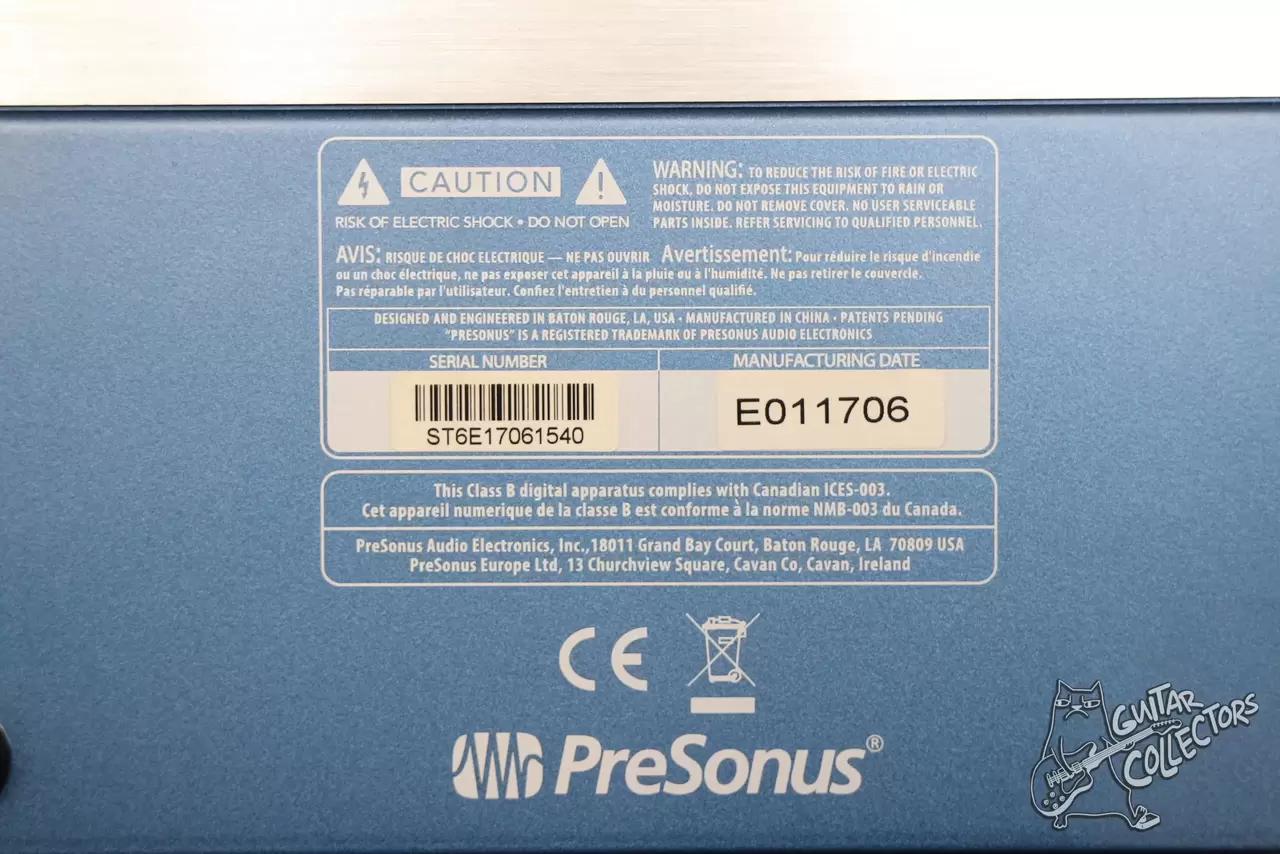 CAUTION
RISK OF ELECTRIC SHOCK • DO NOT OPEN
WARNING: TO REDUCE THE RISK OF FIRE OR ELECTRIC
SHOCK, DO NOT EXPOSE THIS EQUIPMENT TO RAIN OR
MOISTURE. DO NOT REMOVE COVER. NO USER SERVICEABLE
PARTS INSIDE. REFER SERVICING TO QUALIFIED PERSONNEL.
AVIS: RISQUE DE CHOC ELECTRIQUE — NE PAS OUVRIR Avertissement: Pour réduire le risque d'incendie
ou un choc électrique, ne pas exposer cet appareil à la pluie ou à l'humidité. Ne pas retirer le couvercle.
Pas réparable par l'utilisateur. Confiez l'entretien à du personnel qualifié.
DESIGNED AND ENGINEERED IN BATON ROUGE, LA, USA • MANUFACTURED IN CHINA • PATENTS PENDING
"PRESONUS" IS A REGISTERED TRADEMARK OF PRESONUS AUDIO ELECTRONICS
SERIAL NUMBER
ST6E17061540
MANUFACTURING DATE
E011706
This Class B digital apparatus complies with Canadian ICES-003.
Cet appareil numerique de la classe B est conforme à la norme NMB-003 du Canada.
PreSonus Audio Electronics, Inc.,18011 Grand Bay Court, Baton Rouge, LA 70809 USA
PreSonus Europe Ltd, 13 Churchview Square, Cavan Co, Cavan, Ireland
CE
PreSonus®
GUITAR
COLLECTORS